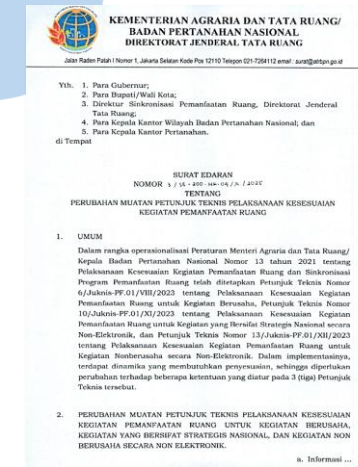 KEMENTERIAN AGRARIA DAN TATA RUANG/
BADAN PERTANAHAN NASIONAL
DIREKTORAT JENDERAL TATA RUANG
Jalan Raden Patah I Nomor 1, Jakarta Selatan Kode Pos 12110 Telepon 021-7264112 email : surat@atrbpn.go.id
Yth. 1. Para Gubernur;
2. Para Bupati/Wali Kota;
3. Direktur Sinkronisasi Pemanfaatan Ruang, Direktorat Jenderal
Tata Ruang;
4. Para Kepala Kantor Wilayah Badan Pertanahan Nasional; dan
5. Para Kepala Kantor Pertanahan.
di Tempat
SURAT EDARAN
NOMOR / 2025
TENTANG
PERUBAHAN MUATAN PETUNJUK TEKNIS PELAKSANAAN KESESUAIAN
KEGIATAN PEMANFAATAN RUANG
1. UMUM
Dalam rangka operasionalisasi Peraturan Menteri Agraria dan Tata Ruang/
Kepala Badan Pertanahan Nasional Nomor 13 tahun 2021 tentang
Pelaksanaan Kesesuaian Kegiatan Pemanfaatan Ruang dan Sinkronisasi
Program Pemanfaatan Ruang telah ditetapkan Petunjuk Teknis Nomor
6/Juknis-PF.01/VIII/2023 tentang Pelaksanaan Kesesuaian Kegiatan
Pemanfaatan Ruang untuk Kegiatan Berusaha, Petunjuk Teknis Nomor
10/Juknis-PF.01/XI/2023 tentang Pelaksanaan Kesesuaian Kegiatan
Pemanfaatan Ruang untuk Kegiatan yang Bersifat Strategis Nasional secara
Non-Elektronik, dan Petunjuk Teknis Nomor 13/Juknis-PF.01/XII/2023
tentang Pelaksanaan Kesesuaian Kegiatan Pemanfaatan Ruang untuk
Kegiatan Nonberusaha secara Non-Elektronik. Dalam implementasinya,
terdapat dinamika yang membutuhkan penyesuaian, sehingga diperlukan
perubahan terhadap beberapa ketentuan yang diatur pada 3 (tiga) Petunjuk
Teknis tersebut.
2. PERUBAHAN MUATAN PETUNJUK TEKNIS PELAKSANAAN KESESUAIAN
KEGIATAN PEMANFAATAN RUANG UNTUK KEGIATAN BERUSAHA,
KEGIATAN YANG BERSIFAT STRATEGIS NASIONAL, DAN KEGIATAN NON
BERUSAHA SECARA NON ELEKTRONIK.
a. Informasi ...